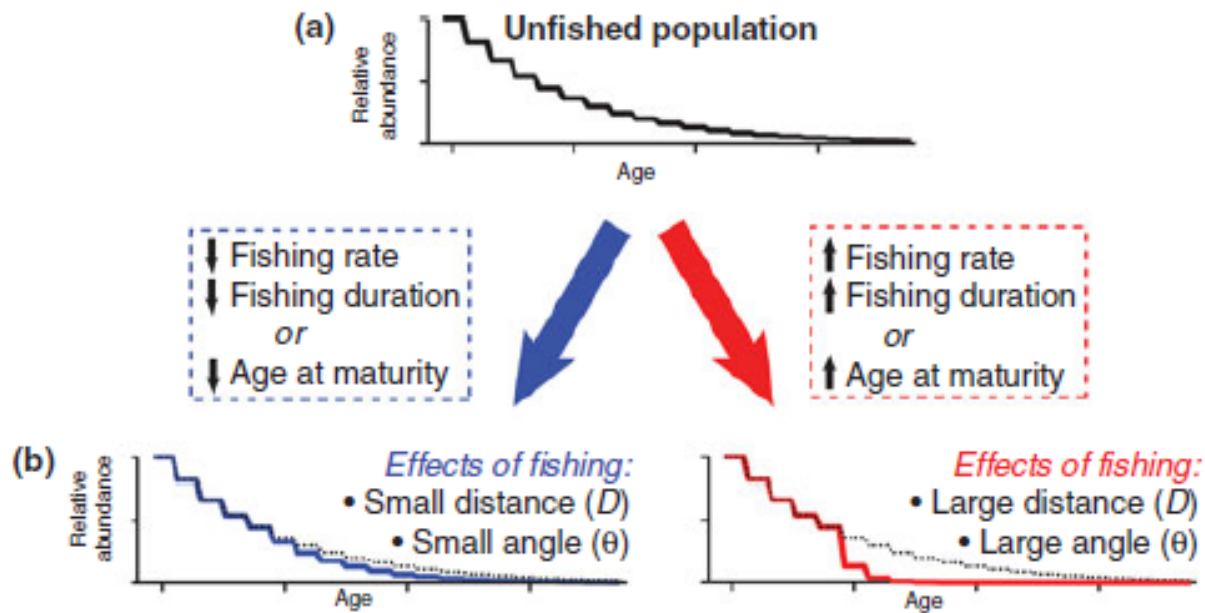 (a) Unfished population
Relative
abundance
Age
↓ Fishing rate
↓ Fishing duration
or
↓ Age at maturity
↑ Fishing rate
↑ Fishing duration
or
↑ Age at maturity
(b)
Relative
abundance
Effects of fishing:
• Small distance (D)
• Small angle (θ)
Age
Effects of fishing:
• Large distance (D)
• Large angle (θ)
Age